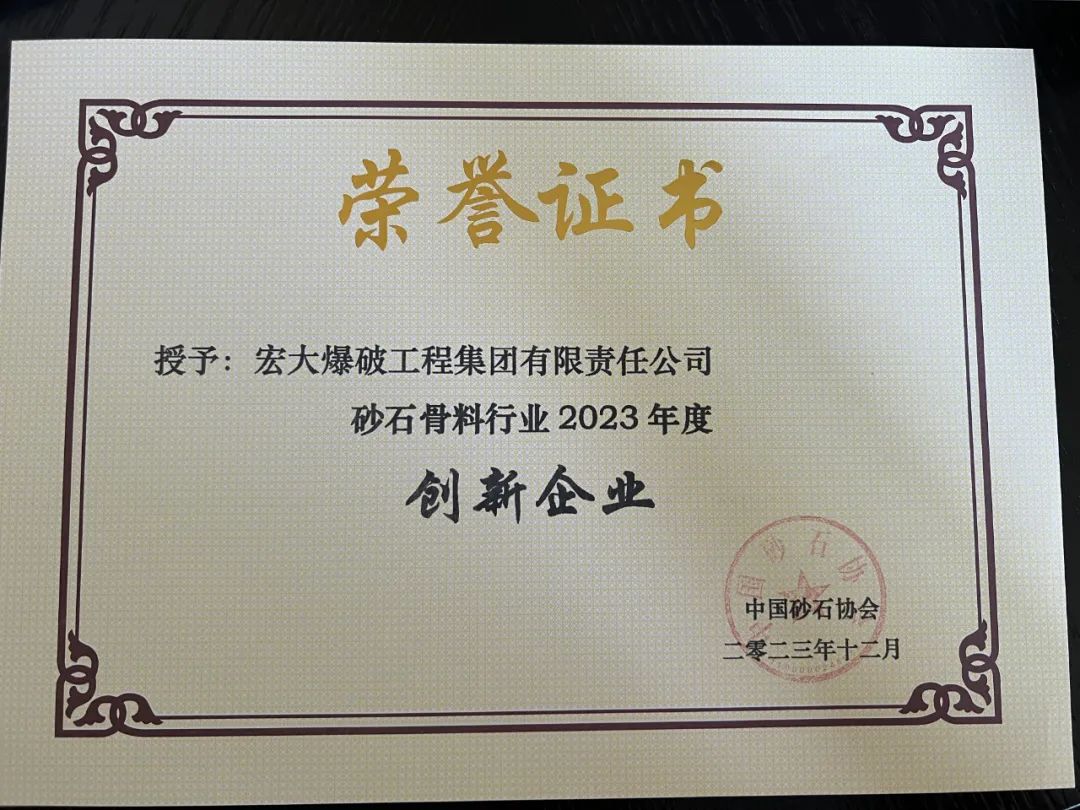 荣誉证书
授予：宏大爆破工程集团有限责任公司
砂石骨料行业2023年度
创新企业
中国砂石协会
二零二三年十二月